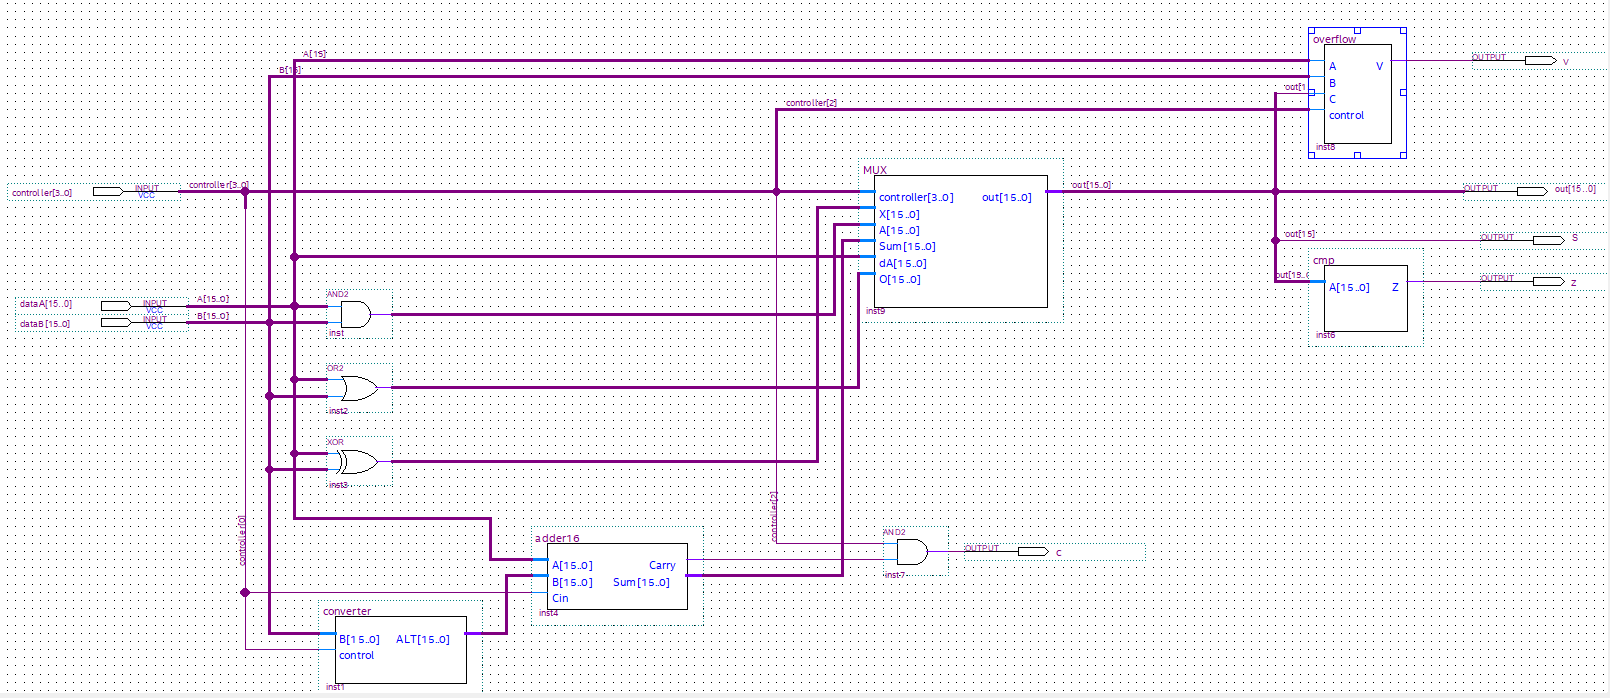 overflow
A[15]
OUTPUT
V
A
V
B[15]
B
out[1
C
controller[2]
control
inst8
MUX
controller[3..0]
INPUT
VCC
controller[3..0]
out[15..0]
OUTPUT
out[15..0]
controller[3..0]
out[15..0]
X[15..0]
A[15..0]
Sum[15..0]
dA[15..0]
O[15..0]
inst9
out[15]
OUTPUT
S
cmp
out[15..0
OUTPUT
Z
A[15..0]
Z
inst6
dataA[15..0]
INPUT
VCC
A[15..0]
dataB[15..0]
INPUT
VCC
B[15..0]
AND2
inst
OR2
inst2
XOR
inst3
controller[0]
controller[2]
adder16
A[15..0]
Carry
B[15..0]
Sum[15..0]
Cin
inst4
AND2
OUTPUT
c
inst7
converter
B[15..0]
ALT[15..0]
control
inst1